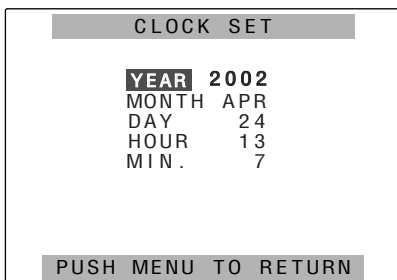 CLOCK SET
YEAR 2002
MONTH APR
DAY 24
HOUR 13
MIN. 7
PUSH MENU TO RETURN